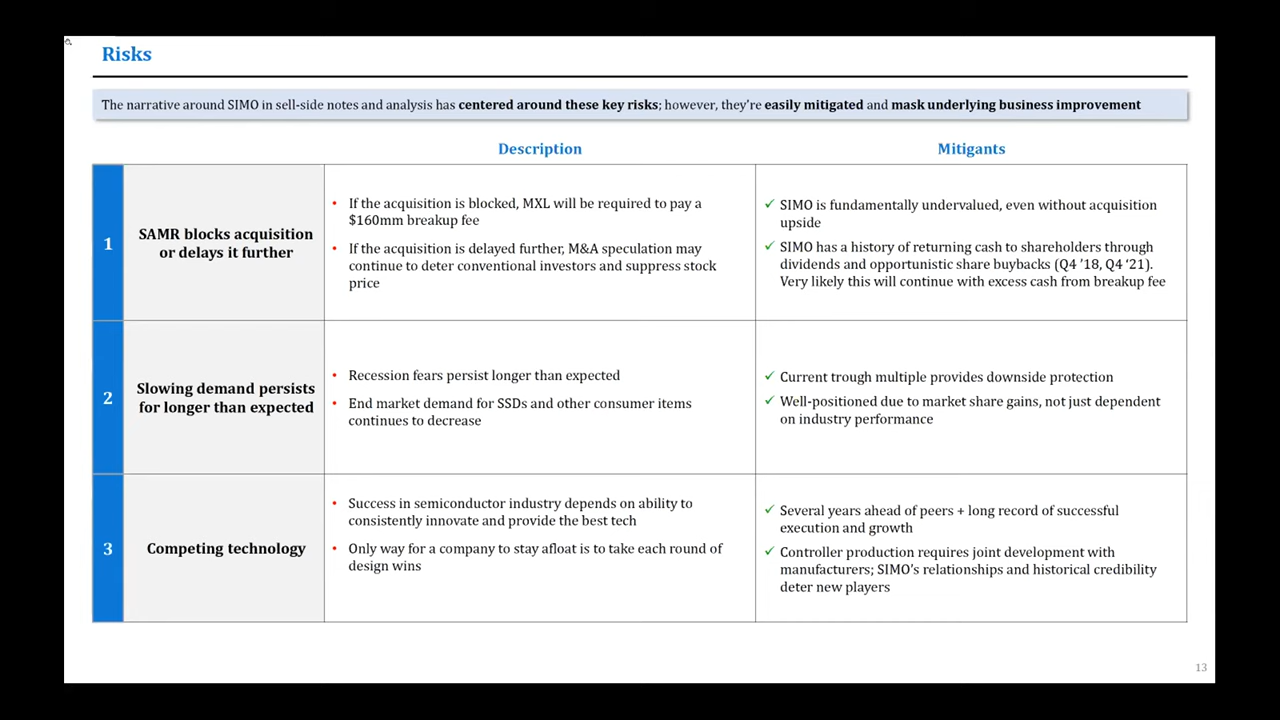 Risks
The narrative around SIMO in sell-side notes and analysis has centered around these key risks; however, they're easily mitigated and mask underlying business improvement
Description
Mitigants
1
SAMR blocks acquisition
or delays it further
• If the acquisition is blocked, MXL will be required to pay a
$160mm breakup fee
• If the acquisition is delayed further, M&A speculation may
continue to deter conventional investors and suppress stock
price
✓ SIMO is fundamentally undervalued, even without acquisition
upside
✓ SIMO has a history of returning cash to shareholders through
dividends and opportunistic share buybacks (Q4 ’18, Q4 ‘21).
Very likely this will continue with excess cash from breakup fee
2
Slowing demand persists
for longer than expected
• Recession fears persist longer than expected
• End market demand for SSDs and other consumer items
continues to decrease
✓ Current trough multiple provides downside protection
✓ Well-positioned due to market share gains, not just dependent
on industry performance
3
Competing technology
• Success in semiconductor industry depends on ability to
consistently innovate and provide the best tech
• Only way for a company to stay afloat is to take each round of
design wins
✓ Several years ahead of peers + long record of successful
execution and growth
✓ Controller production requires joint development with
manufacturers; SIMO’s relationships and historical credibility
deter new players
13